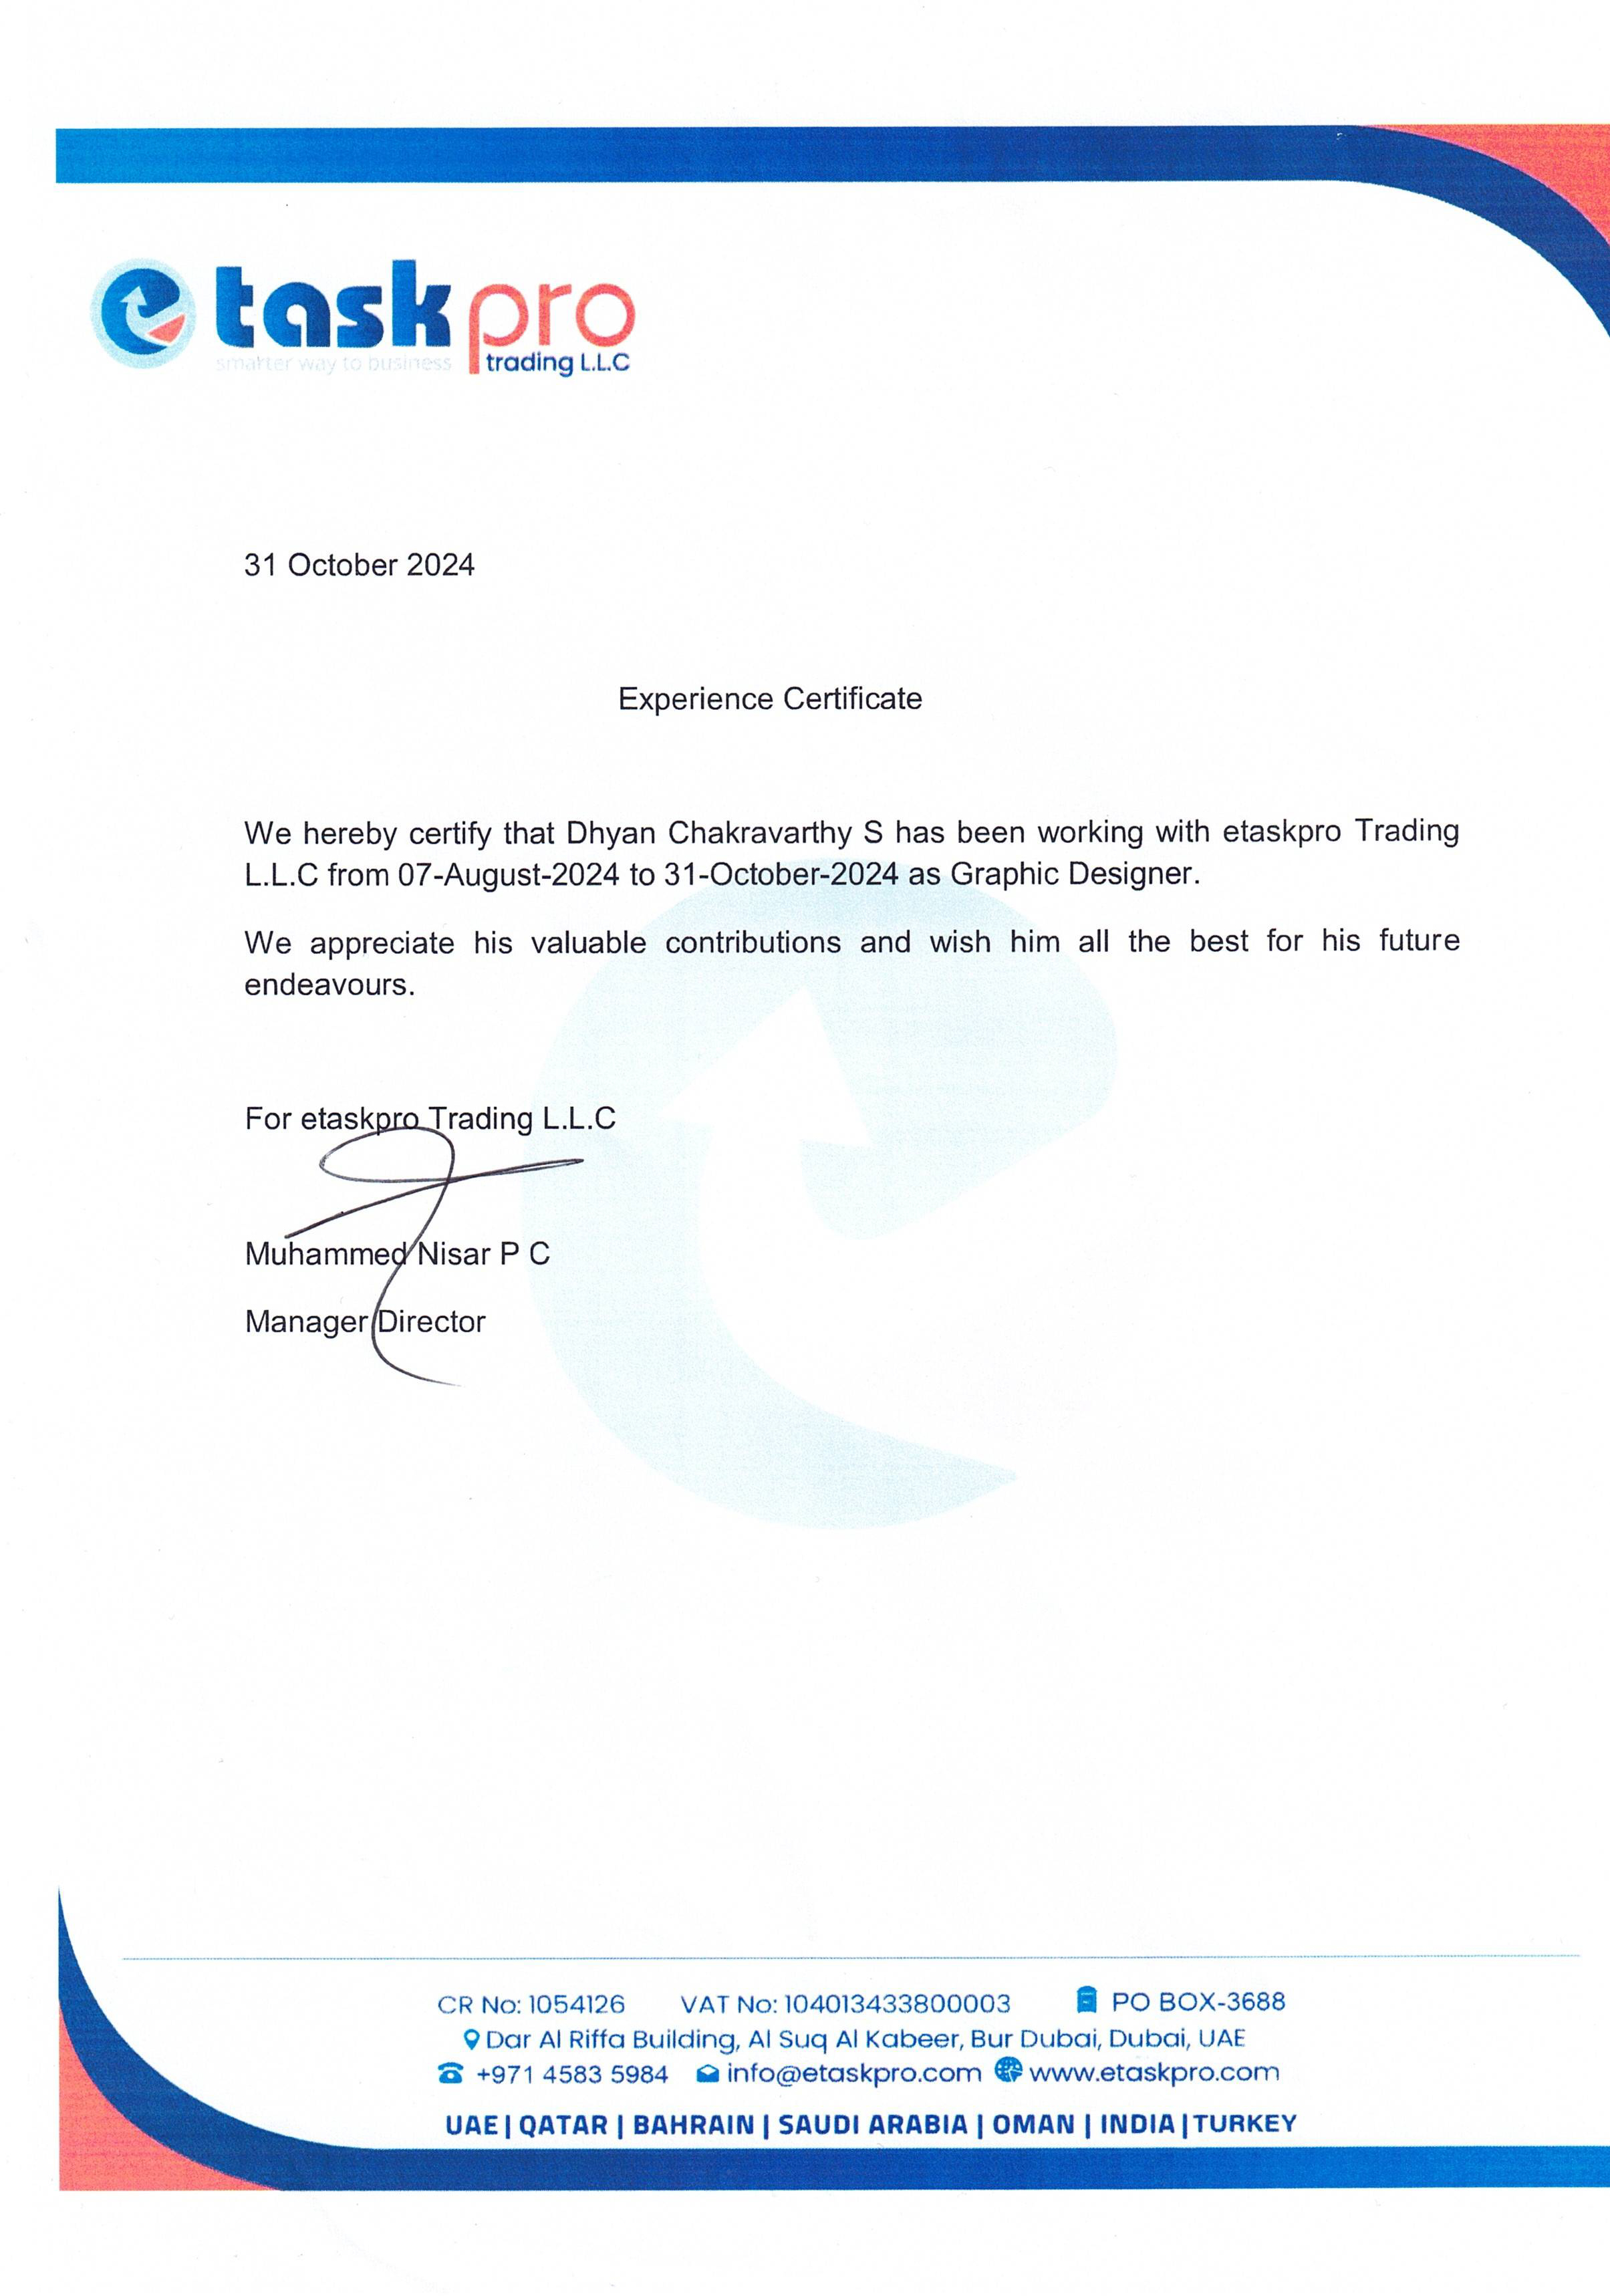 e task pro
smarter way to business trading L.L.C
31 October 2024
Experience Certificate
We hereby certify that Dhyan Chakravarthy S has been working with etaskpro Trading
L.L.C from 07-August-2024 to 31-October-2024 as Graphic Designer.
We appreciate his valuable contributions and wish him all the best for his future
endeavours.
For etaskpro Trading L.L.C
Muhammed Nisar P C
Manager Director
CR No: 1054126 VAT No: 104013433800003 PO BOX-3688
Dar Al Riffa Building, Al Suq Al Kabeer, Bur Dubai, Dubai, UAE
+971 4583 5984 info@etaskpro.com www.etaskpro.com
UAE | QATAR | BAHRAIN | SAUDI ARABIA | OMAN | INDIA | TURKEY